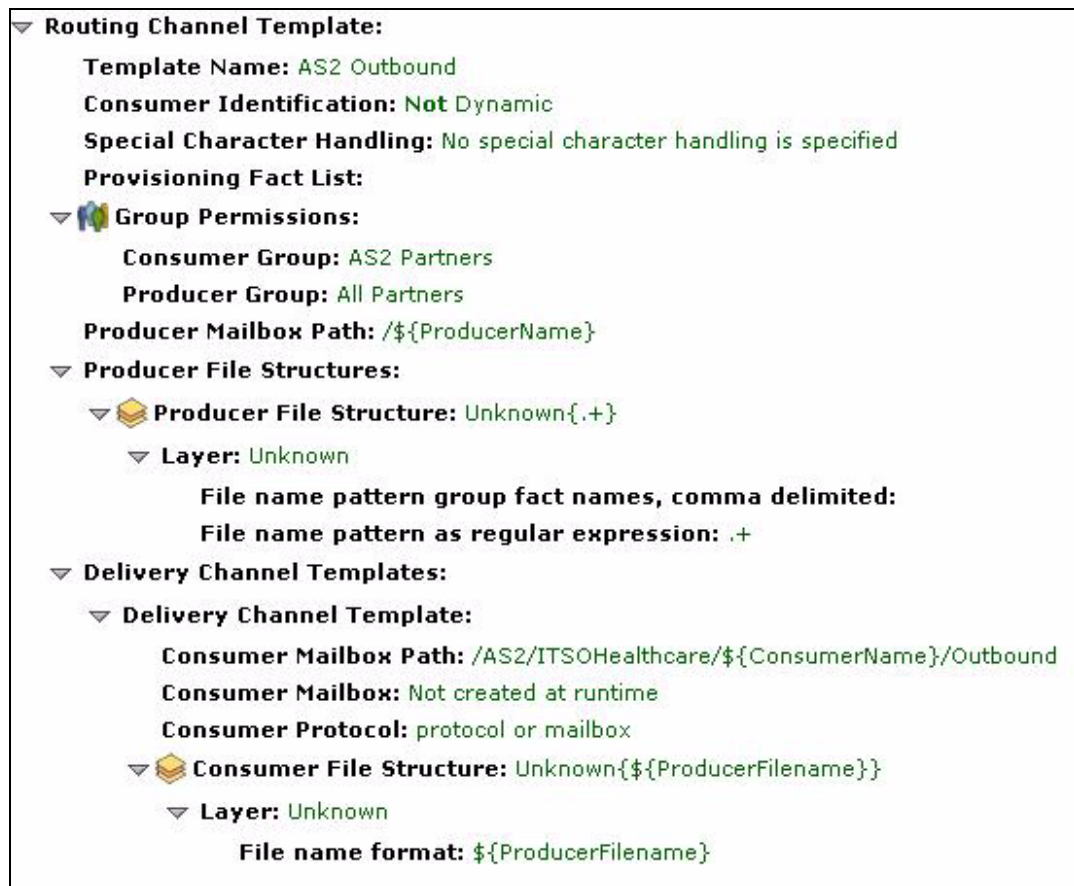 Routing Channel Template:
Template Name: AS2 Outbound
Consumer Identification: Not Dynamic
Special Character Handling: No special character handling is specified
Provisioning Fact List:
Group Permissions:
Consumer Group: AS2 Partners
Producer Group: All Partners
Producer Mailbox Path: /${ProducerName}
Producer File Structures:
Producer File Structure: Unknown{.+}
Layer: Unknown
File name pattern group fact names, comma delimited:
File name pattern as regular expression: .+
Delivery Channel Templates:
Delivery Channel Template:
Consumer Mailbox Path: /AS2/ITSOHealthcare/${ConsumerName}/Outbound
Consumer Mailbox: Not created at runtime
Consumer Protocol: protocol or mailbox
Consumer File Structure: Unknown{${ProducerFilename}}
Layer: Unknown
File name format: ${ProducerFilename}